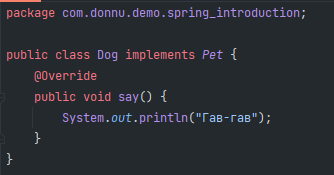 package com.donnu.demo.spring_introduction;
public class Dog implements Pet {
@Override
public void say() {
System.out.println("Гав-гав");
}
}